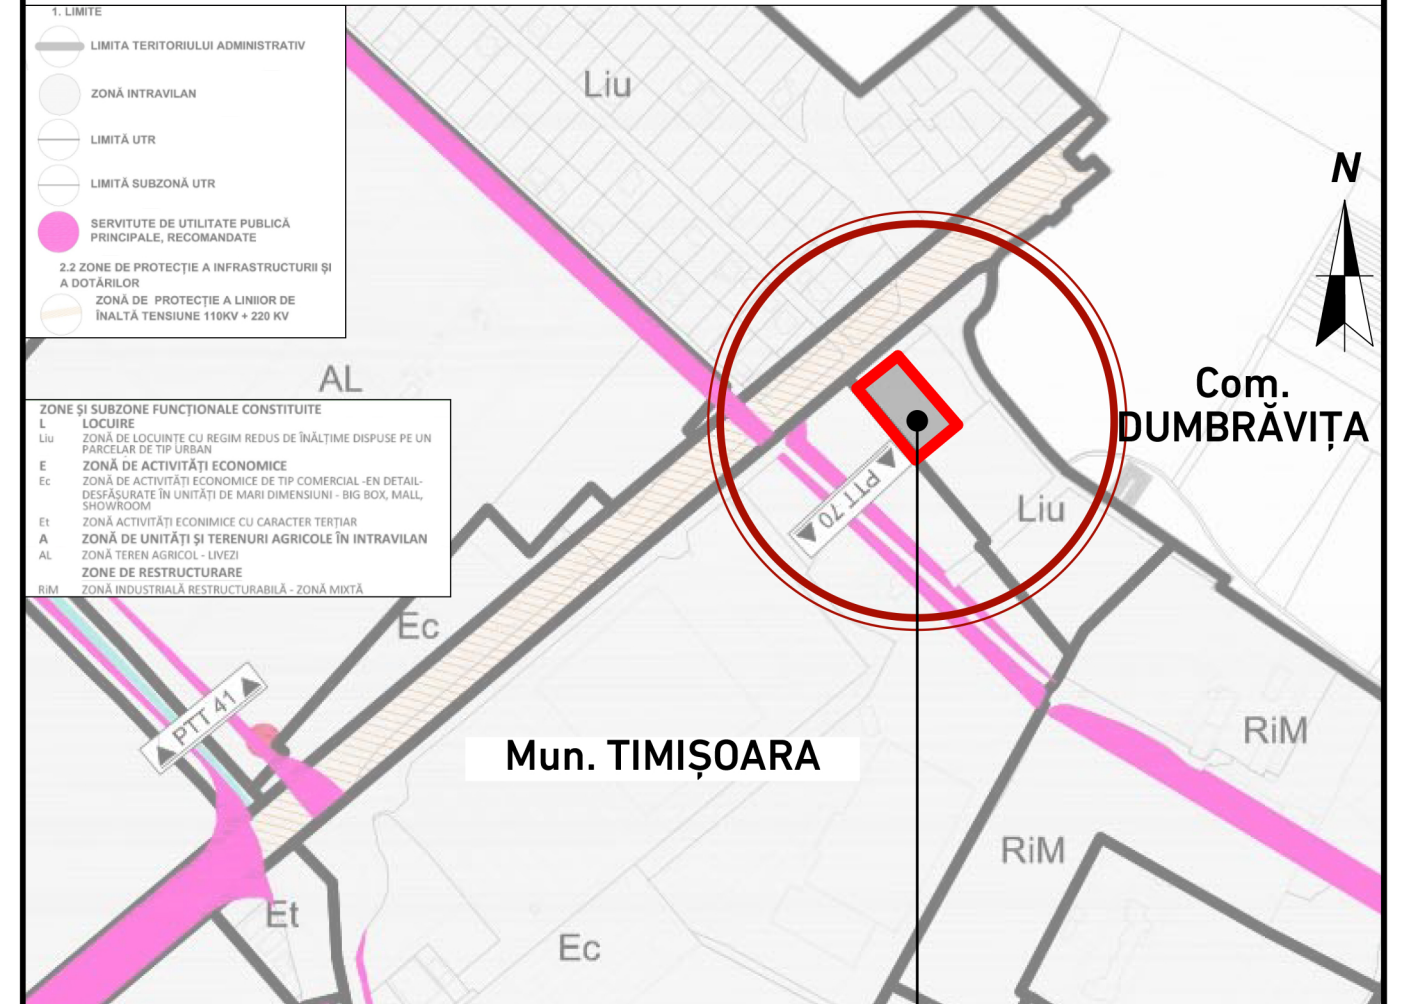 1. LIMITE
LIMITA TERITORIULUI ADMINISTRATIV
ZONĂ INTRAVILAN
LIMITĂ UTR
LIMITĂ SUBZONĂ UTR
SERVITUTE DE UTILITATE PUBLICĂ
PRINCIPALE, RECOMANDATE
2.2 ZONE DE PROTECȚIE A INFRASTRUCTURII ȘI
A DOTĂRILOR
ZONĂ DE PROTECȚIE A LINIIOR DE
ÎNALTĂ TENSIUNE 110KV + 220 KV
Liu
N
AL
Com.
DUMBRĂVIȚA
ZONE ȘI SUBZONE FUNCȚIONALE CONSTITUITE
L LOCUIRE
Liu ZONĂ DE LOCUINȚE CU REGIM REDUS DE ÎNĂLȚIME DISPUSE PE UN
PARCELAR DE TIP URBAN
E ZONĂ DE ACTIVITĂȚI ECONOMICE
Ec ZONĂ DE ACTIVITĂȚI ECONOMICE DE TIP COMERCIAL -EN DETAIL-
DESFĂȘURATE ÎN UNITĂȚI DE MARI DIMENSIUNI - BIG BOX, MALL,
SHOWROOM
Et ZONĂ ACTIVITĂȚI ECONIMICE CU CARACTER TERȚIAR
A ZONĂ DE UNITĂȚI ȘI TERENURI AGRICOLE ÎN INTRAVILAN
AL ZONĂ TEREN AGRICOL - LIVEZI
ZONE DE RESTRUCTURARE
RiM ZONĂ INDUSTRIALĂ RESTRUCTURABILĂ - ZONĂ MIXTĂ
PTT 70
Liu
Ec
PTT 41
Mun. TIMIȘOARA
RiM
RiM
Et
Ec